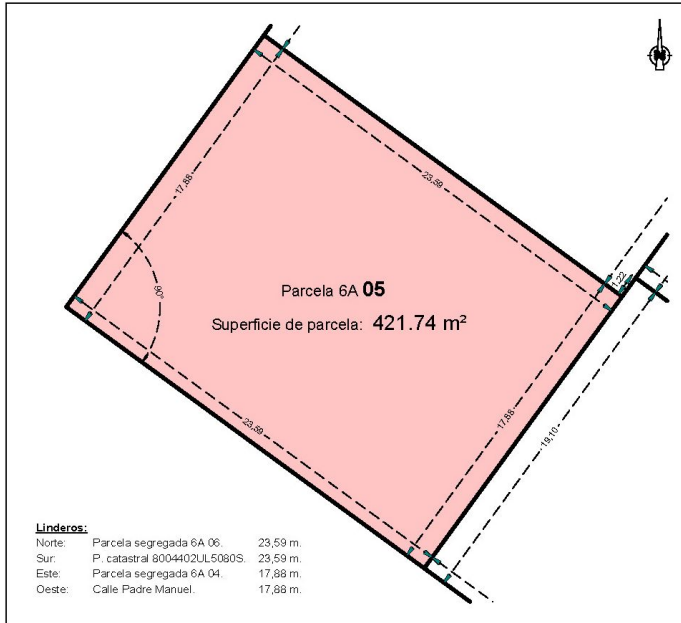 N
23,59
17,88
1,22
90°
Parcela 6A 05
Superficie de parcela: 421.74 m²
17,88
19,10
23,59
Linderos:
Norte: Parcela segregada 6A 06. 23,59 m.
Sur: P. catastral 8004402UL5080S. 23,59 m.
Este: Parcela segregada 6A 04. 17,88 m.
Oeste: Calle Padre Manuel. 17,88 m.